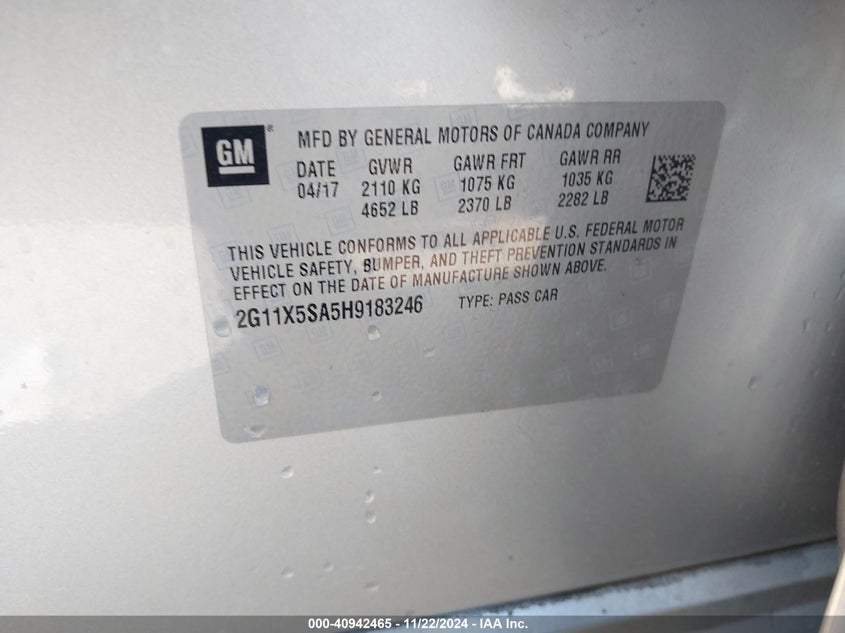 GM ®
MFD BY GENERAL MOTORS OF CANADA COMPANY
DATE GVWR GAWR FRT GAWR RR
04/17 2110 KG 1075 KG 1035 KG
4652 LB 2370 LB 2282 LB
THIS VEHICLE CONFORMS TO ALL APPLICABLE U.S. FEDERAL MOTOR
VEHICLE SAFETY, BUMPER, AND THEFT PREVENTION STANDARDS IN
EFFECT ON THE DATE OF MANUFACTURE SHOWN ABOVE.
2G11X5SA5H9183246 TYPE: PASS CAR
000-40942465 - 11/22/2024 - © IAA, Inc.